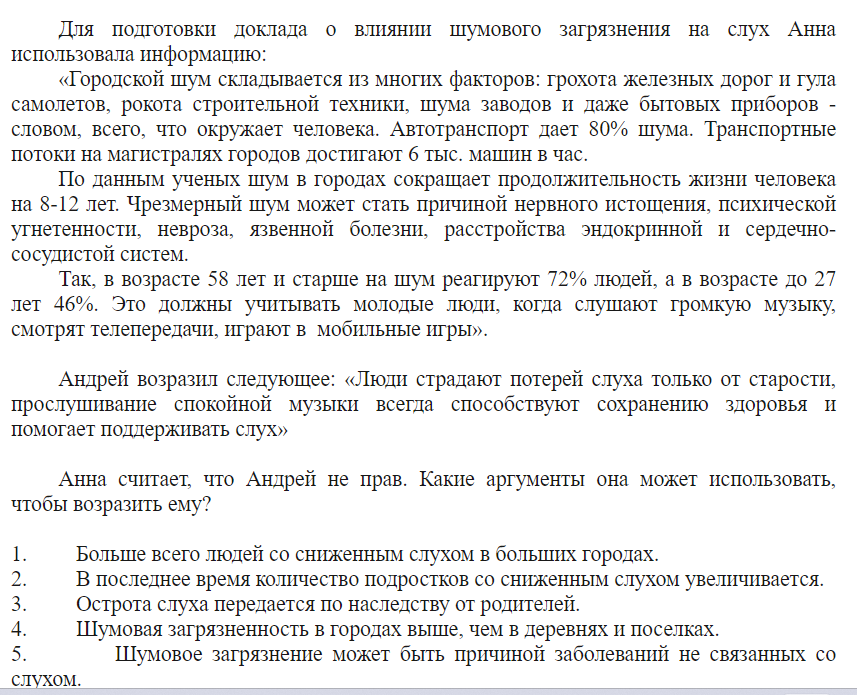 Для подготовки доклада о влиянии шумового загрязнения на слух Анна
использовала информацию:
«Городской шум складывается из многих факторов: грохота железных дорог и гула
самолетов, рокота строительной техники, шума заводов и даже бытовых приборов -
словом, всего, что окружает человека. Автотранспорт дает 80% шума. Транспортные
потоки на магистралях городов достигают 6 тыс. машин в час.
По данным ученых шум в городах сокращает продолжительность жизни человека
на 8-12 лет. Чрезмерный шум может стать причиной нервного истощения, психической
угнетенности, невроза, язвенной болезни, расстройства эндокринной и сердечно-
сосудистой систем.
Так, в возрасте 58 лет и старше на шум реагируют 72% людей, а в возрасте до 27
лет 46%. Это должны учитывать молодые люди, когда слушают громкую музыку,
смотрят телепередачи, играют в мобильные игры».
Андрей возразил следующее: «Люди страдают потерей слуха только от старости,
прослушивание спокойной музыки всегда способствуют сохранению здоровья и
помогает поддерживать слух»
Анна считает, что Андрей не прав. Какие аргументы она может использовать,
чтобы возразить ему?
1. Больше всего людей со сниженным слухом в больших городах.
2. В последнее время количество подростков со сниженным слухом увеличивается.
3. Острота слуха передается по наследству от родителей.
4. Шумовая загрязненность в городах выше, чем в деревнях и поселках.
5. Шумовое загрязнение может быть причиной заболеваний не связанных со
слухом.